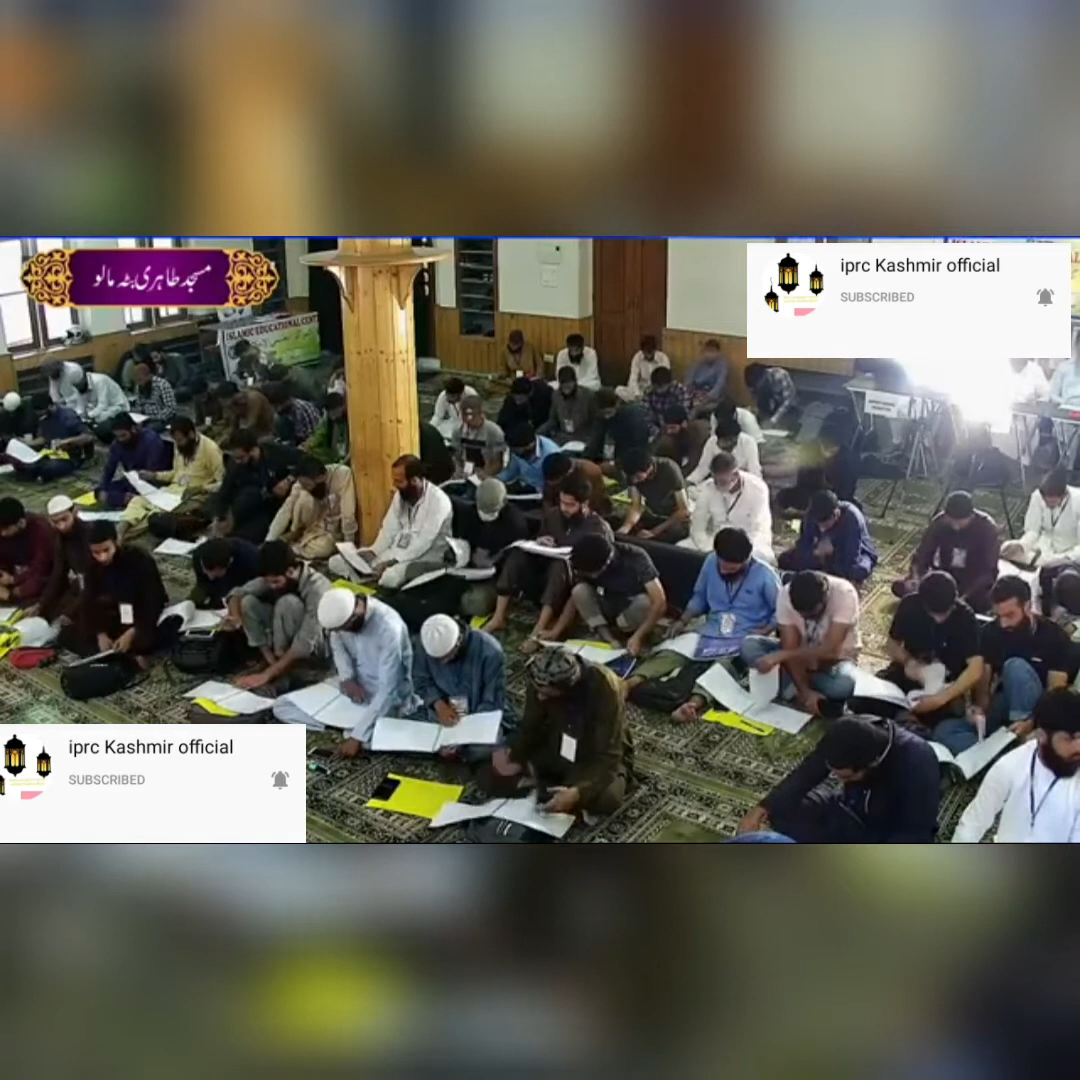 مسجد طاہری بٹہ مالو
iprc Kashmir official
SUBSCRIBED
ISLAMIC EDUCATIONAL CENT
iprc Kashmir official
SUBSCRIBED